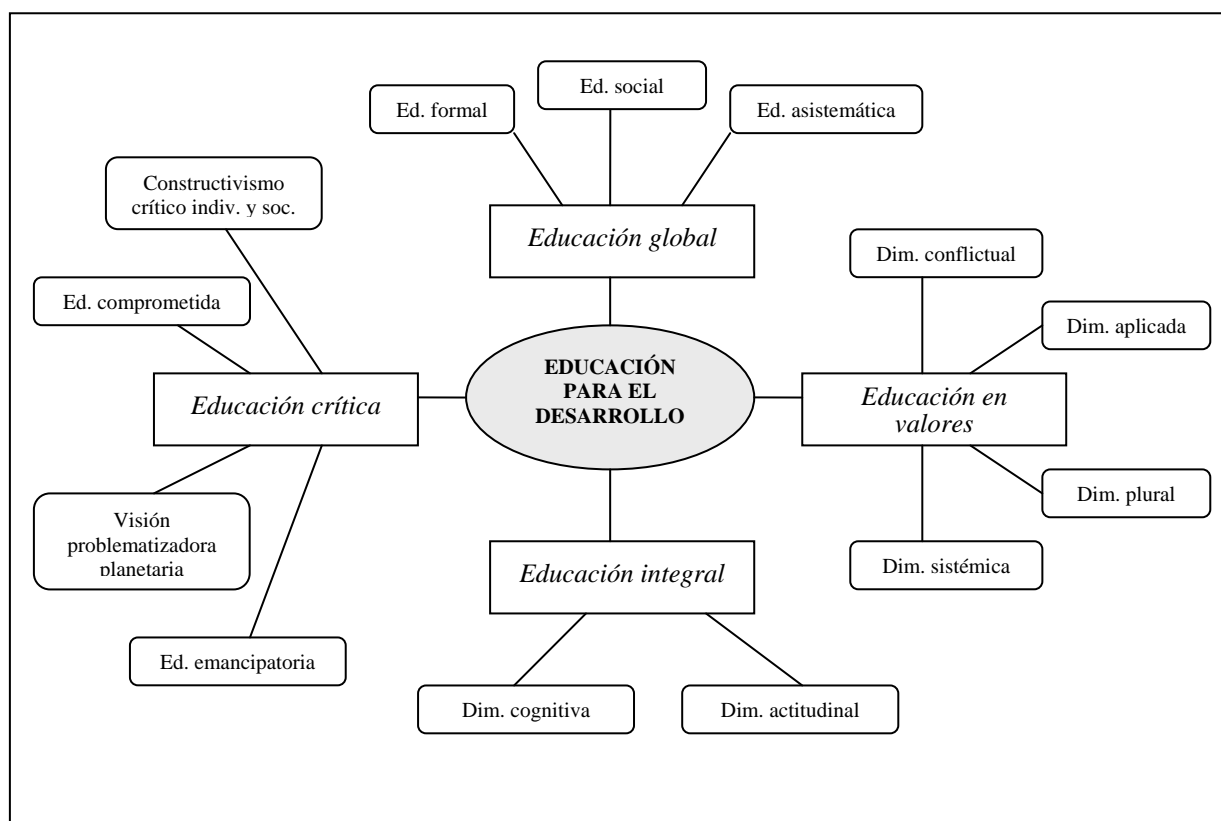 Ed. social
Ed. formal
Ed. asistemática
Constructivismo
crítico indiv. y soc.
Educación global
Dim. conflictual
Ed. comprometida
Dim. aplicada
EDUCACIÓN
PARA EL
DESARROLLO
Educación crítica
Educación en
valores
Visión
problematizadora
planetaria
Dim. plural
Educación integral
Dim. sistémica
Ed. emancipatoria
Dim. cognitiva
Dim. actitudinal